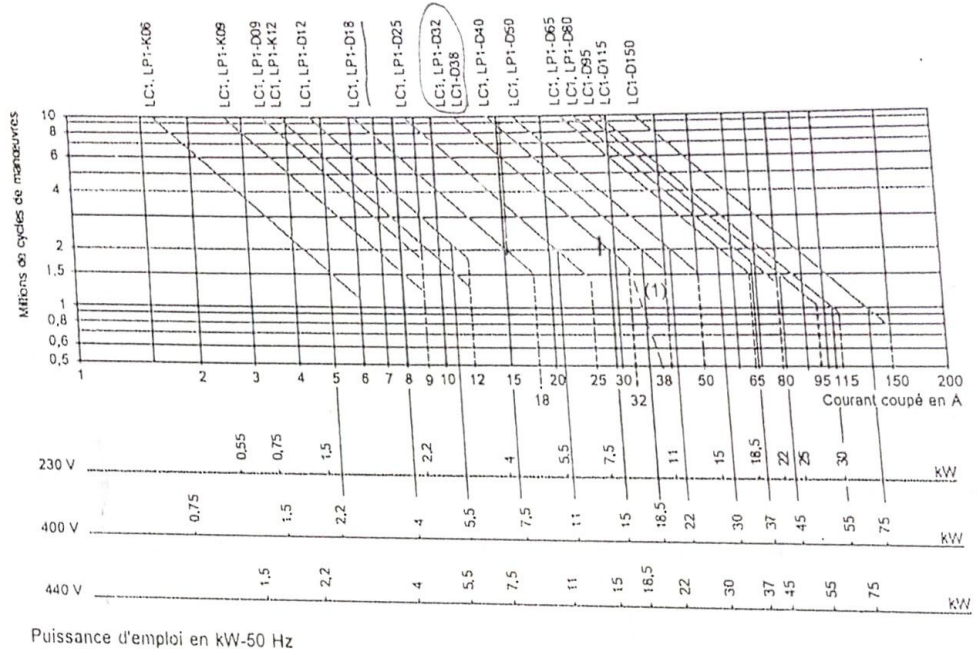 LC1, LP1-K06
LC1, LP1-K09
LC1, LP1-D09
LC1, LP1-K12
LC1, LP1-D12
LC1, LP1-D18
LC1, LP1-D25
LC1, LP1-D32
LC1-D38
LC1, LP1-D40
LC1, LP1-D50
LC1, LP1-D65
LC1, LP1-D80
LC1-D95
LC1-D115
LC1-D150
Millions de cycles de manœuvres
10
8
6
4
2
1,5
1
0,8
0,6
0,5
(1)
1 2 3 4 5 6 7 8 9 10 12 15 20 25 30 38 50 65 80 95 115 150 200
18 32 Courant coupé en A
230 V 0,55 0,75 1,5 2,2 4 5,5 7,5 11 15 18,5 22 25 30 kW
400 V 0,75 1,5 2,2 4 5,5 7,5 11 15 18,5 22 30 37 45 55 75 kW
440 V 1,5 2,2 4 5,5 7,5 11 15 18,5 22 30 37 45 55 75 kW
Puissance d'emploi en kW-50 Hz